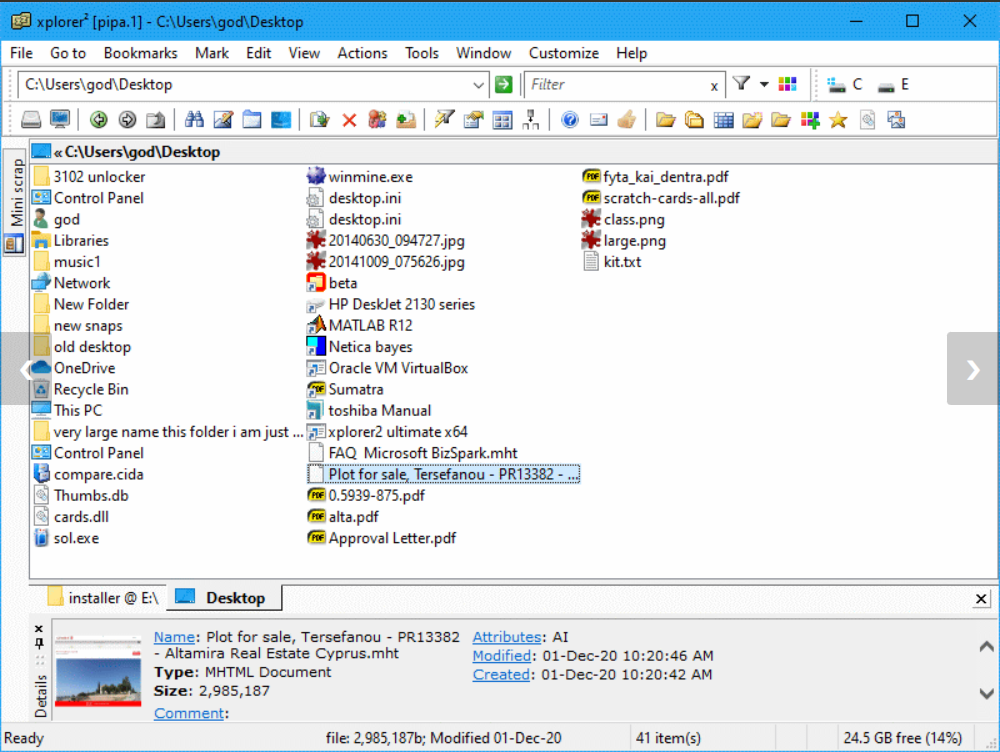 xplorer² [pipa.1] - C:\Users\god\Desktop
File Go to Bookmarks Mark Edit View Actions Tools Window Customize Help
C:\Users\god\Desktop Filter x C E
Mini scrap
« C:\Users\god\Desktop
3102 unlocker
Control Panel
god
Libraries
music1
Network
New Folder
new snaps
old desktop
OneDrive
Recycle Bin
This PC
very large name this folder i am just ...
Control Panel
compare.cida
Thumbs.db
cards.dll
sol.exe
winmine.exe
desktop.ini
desktop.ini
20140630_094727.jpg
20141009_075626.jpg
beta
HP DeskJet 2130 series
MATLAB R12
Netica bayes
Oracle VM VirtualBox
Sumatra
toshiba Manual
xplorer2 ultimate x64
FAQ  Microsoft BizSpark.mht
Plot for sale, Tersefanou - PR13382 - ...
0.5939-875.pdf
alta.pdf
Approval Letter.pdf
fyta_kai_dentra.pdf
scratch-cards-all.pdf
class.png
large.png
kit.txt
installer @ E:\ Desktop
Details
Name: Plot for sale, Tersefanou - PR13382
- Altamira Real Estate Cyprus.mht
Type: MHTML Document
Size: 2,985,187
Comment:
Attributes: AI
Modified: 01-Dec-20 10:20:46 AM
Created: 01-Dec-20 10:20:42 AM
Ready file: 2,985,187b; Modified 01-Dec-20 41 item(s) 24.5 GB free (14%)